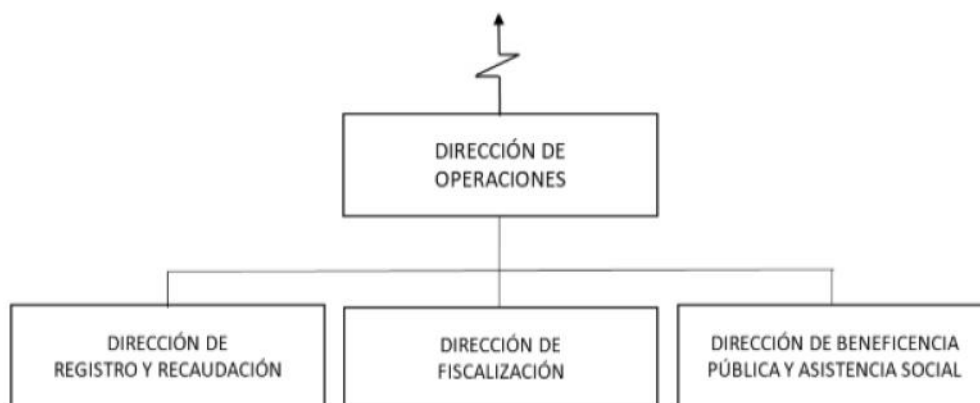 DIRECCIÓN DE
OPERACIONES
DIRECCIÓN DE
REGISTRO Y RECAUDACIÓN
DIRECCIÓN DE
FISCALIZACIÓN
DIRECCIÓN DE BENEFICENCIA
PÚBLICA Y ASISTENCIA SOCIAL